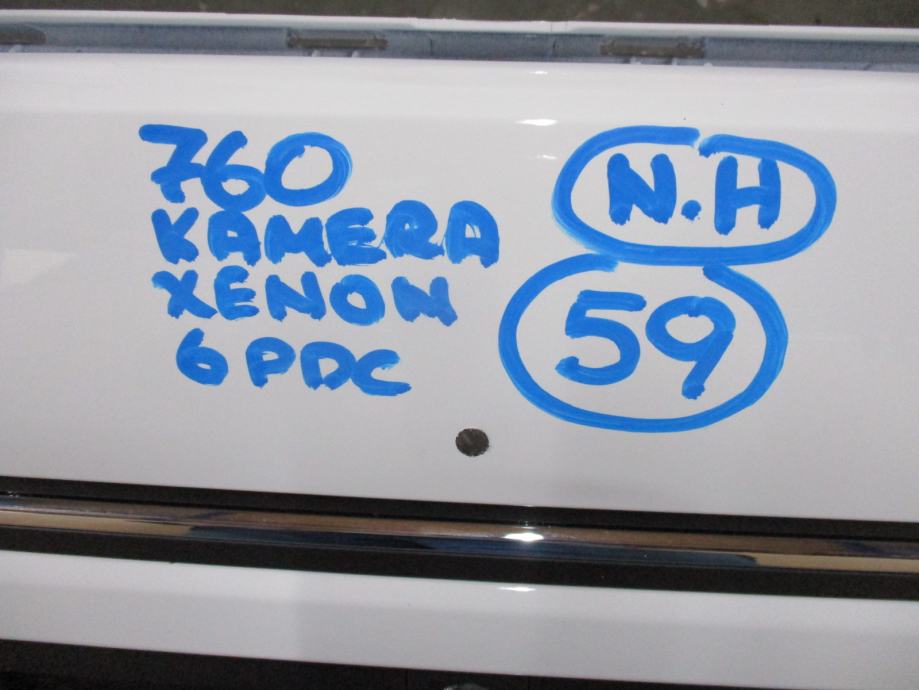 760
KAMERA
XENON
6 PDC
N.H
59